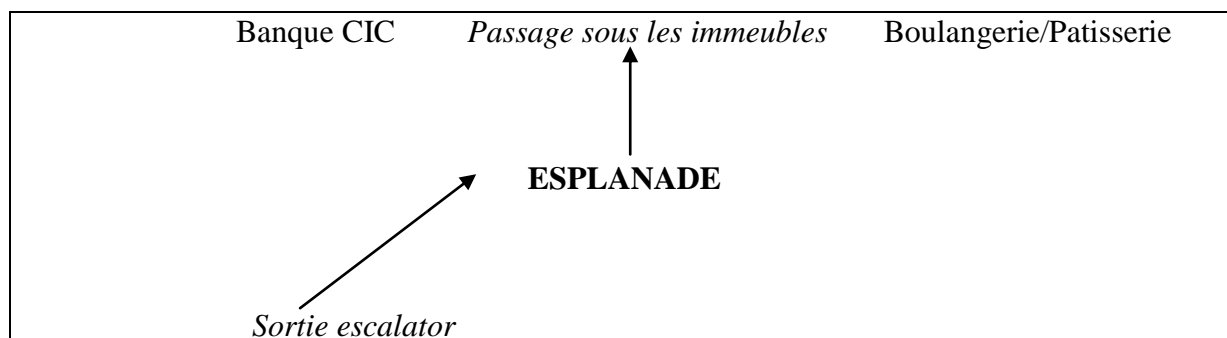 Banque CIC Passage sous les immeubles Boulangerie/Patisserie
ESPLANADE
Sortie escalator